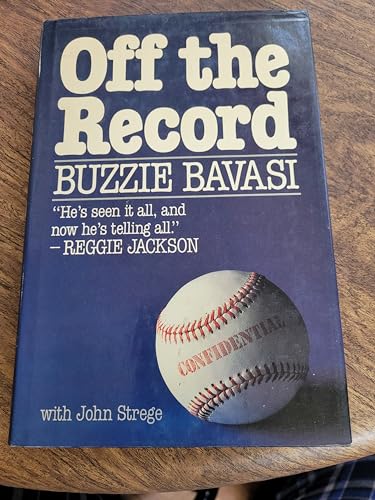 Off the
Record
BUZZIE BAVASI
“He’s seen it all, and
now he’s telling all.”
– REGGIE JACKSON
CONFIDENTIAL
with John Strege